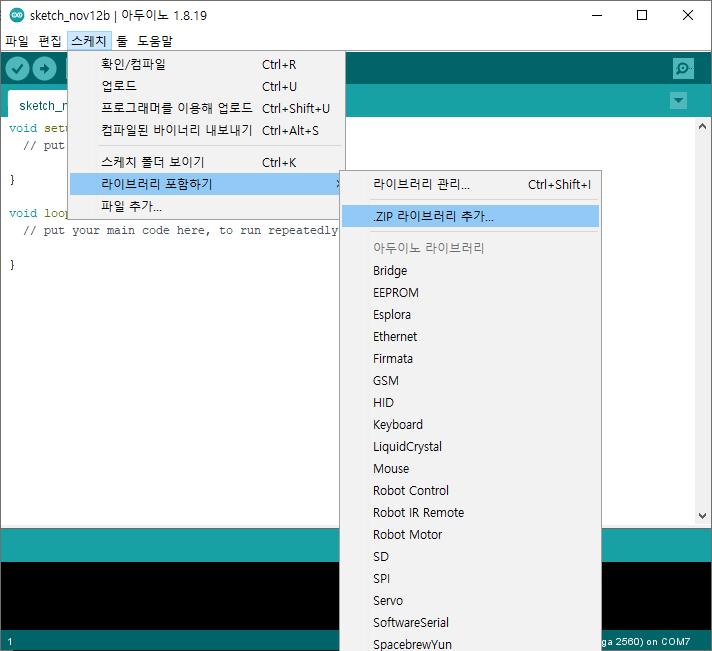 sketch_nov12b | 아두이노 1.8.19
파일 편집 스케치 툴 도움말
확인/컴파일 Ctrl+R
업로드 Ctrl+U
프로그래머를 이용해 업로드 Ctrl+Shift+U
컴파일된 바이너리 내보내기 Ctrl+Alt+S
스케치 폴더 보이기 Ctrl+K
라이브러리 포함하기
파일 추가...
라이브러리 관리... Ctrl+Shift+I
.ZIP 라이브러리 추가...
아두이노 라이브러리
Bridge
EEPROM
Esplora
Ethernet
Firmata
GSM
HID
Keyboard
LiquidCrystal
Mouse
Robot Control
Robot IR Remote
Robot Motor
SD
SPI
Servo
SoftwareSerial
SpacebrewYun
sketch_n
void setu
// put
}
void loop
// put your main code here, to run repeatedly
}
1
ga 2560) on COM7